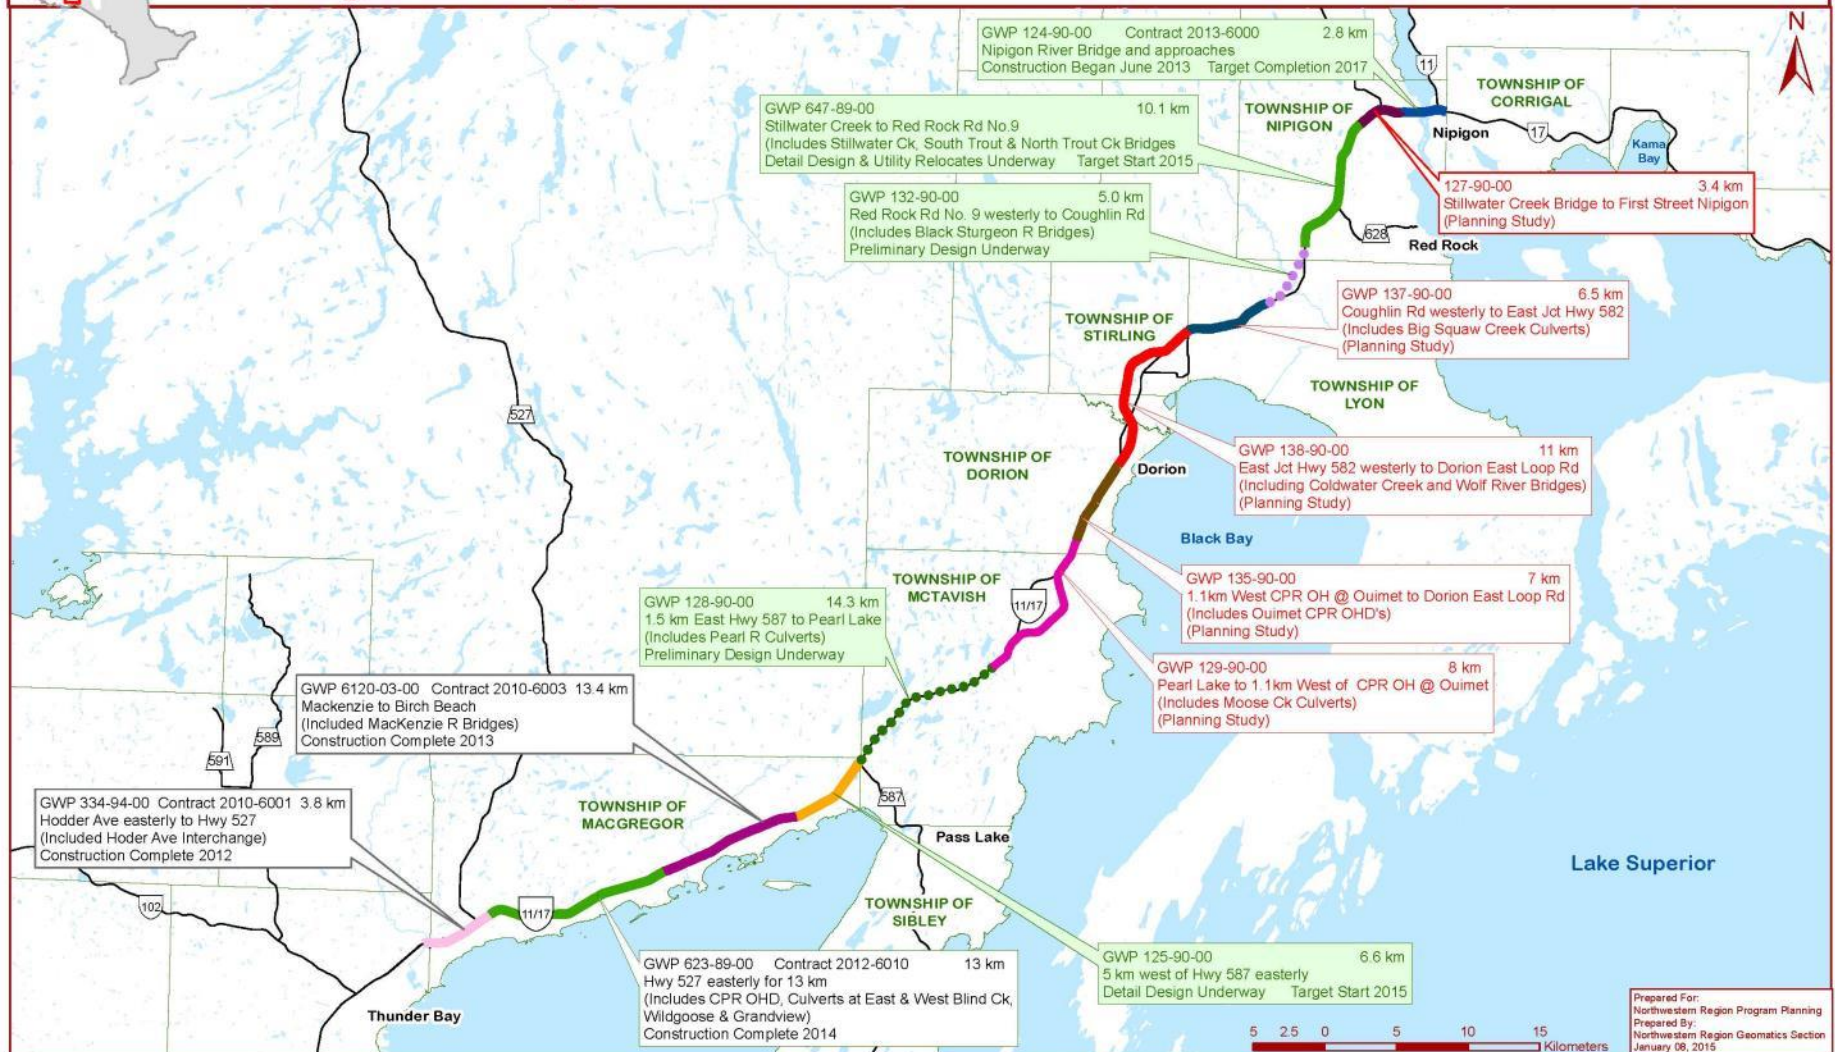 N
GWP 124-90-00 Contract 2013-6000 2.8 km
Nipigon River Bridge and approaches
Construction Began June 2013 Target Completion 2017
11
TOWNSHIP OF
CORRIGAL
GWP 647-89-00 10.1 km
Stillwater Creek to Red Rock Rd No.9
(Includes Stillwater Ck, South Trout & North Trout Ck Bridges
Detail Design & Utility Relocates Underway Target Start 2015
TOWNSHIP OF
NIPIGON
Nipigon
17
Kama
Bay
127-90-00 3.4 km
Stillwater Creek Bridge to First Street Nipigon
(Planning Study)
GWP 132-90-00 5.0 km
Red Rock Rd No. 9 westerly to Coughlin Rd
(Includes Black Sturgeon R Bridges)
Preliminary Design Underway
628
Red Rock
GWP 137-90-00 6.5 km
Coughlin Rd westerly to East Jct Hwy 582
(Includes Big Squaw Creek Culverts)
(Planning Study)
TOWNSHIP OF
STIRLING
TOWNSHIP OF
LYON
527
GWP 138-90-00 11 km
East Jct Hwy 582 westerly to Dorion East Loop Rd
(Including Coldwater Creek and Wolf River Bridges)
(Planning Study)
TOWNSHIP OF
DORION
Dorion
Black Bay
GWP 135-90-00 7 km
1.1km West CPR OH @ Ouimet to Dorion East Loop Rd
(Includes Ouimet CPR OHD's)
(Planning Study)
TOWNSHIP OF
MCTAVISH
11/17
GWP 128-90-00 14.3 km
1.5 km East Hwy 587 to Pearl Lake
(Includes Pearl R Culverts)
Preliminary Design Underway
GWP 129-90-00 8 km
Pearl Lake to 1.1km West of CPR OH @ Ouimet
(Includes Moose Ck Culverts)
(Planning Study)
GWP 6120-03-00 Contract 2010-6003 13.4 km
Mackenzie to Birch Beach
(Included MacKenzie R Bridges)
Construction Complete 2013
589
591
GWP 334-94-00 Contract 2010-6001 3.8 km
Hodder Ave easterly to Hwy 527
(Included Hoder Ave Interchange)
Construction Complete 2012
TOWNSHIP OF
MACGREGOR
587
Pass Lake
Lake Superior
102
11/17
TOWNSHIP OF
SIBLEY
GWP 623-89-00 Contract 2012-6010 13 km
Hwy 527 easterly for 13 km
(Includes CPR OHD, Culverts at East & West Blind Ck,
Wildgoose & Grandview)
Construction Complete 2014
GWP 125-90-00 6.6 km
5 km west of Hwy 587 easterly
Detail Design Underway Target Start 2015
Thunder Bay
5 2.5 0 5 10 15
Kilometers
Prepared For:
Northwestern Region Program Planning
Prepared By:
Northwestern Region Geomatics Section
January 08, 2015